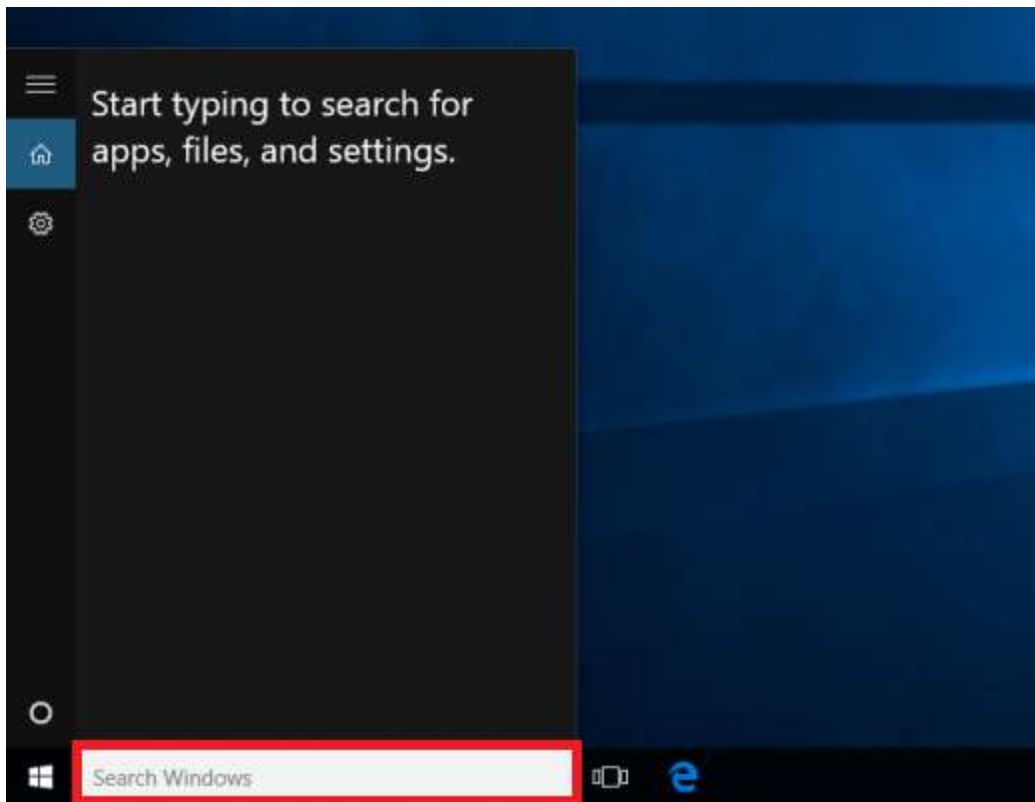 Start typing to search for
apps, files, and settings.
Search Windows